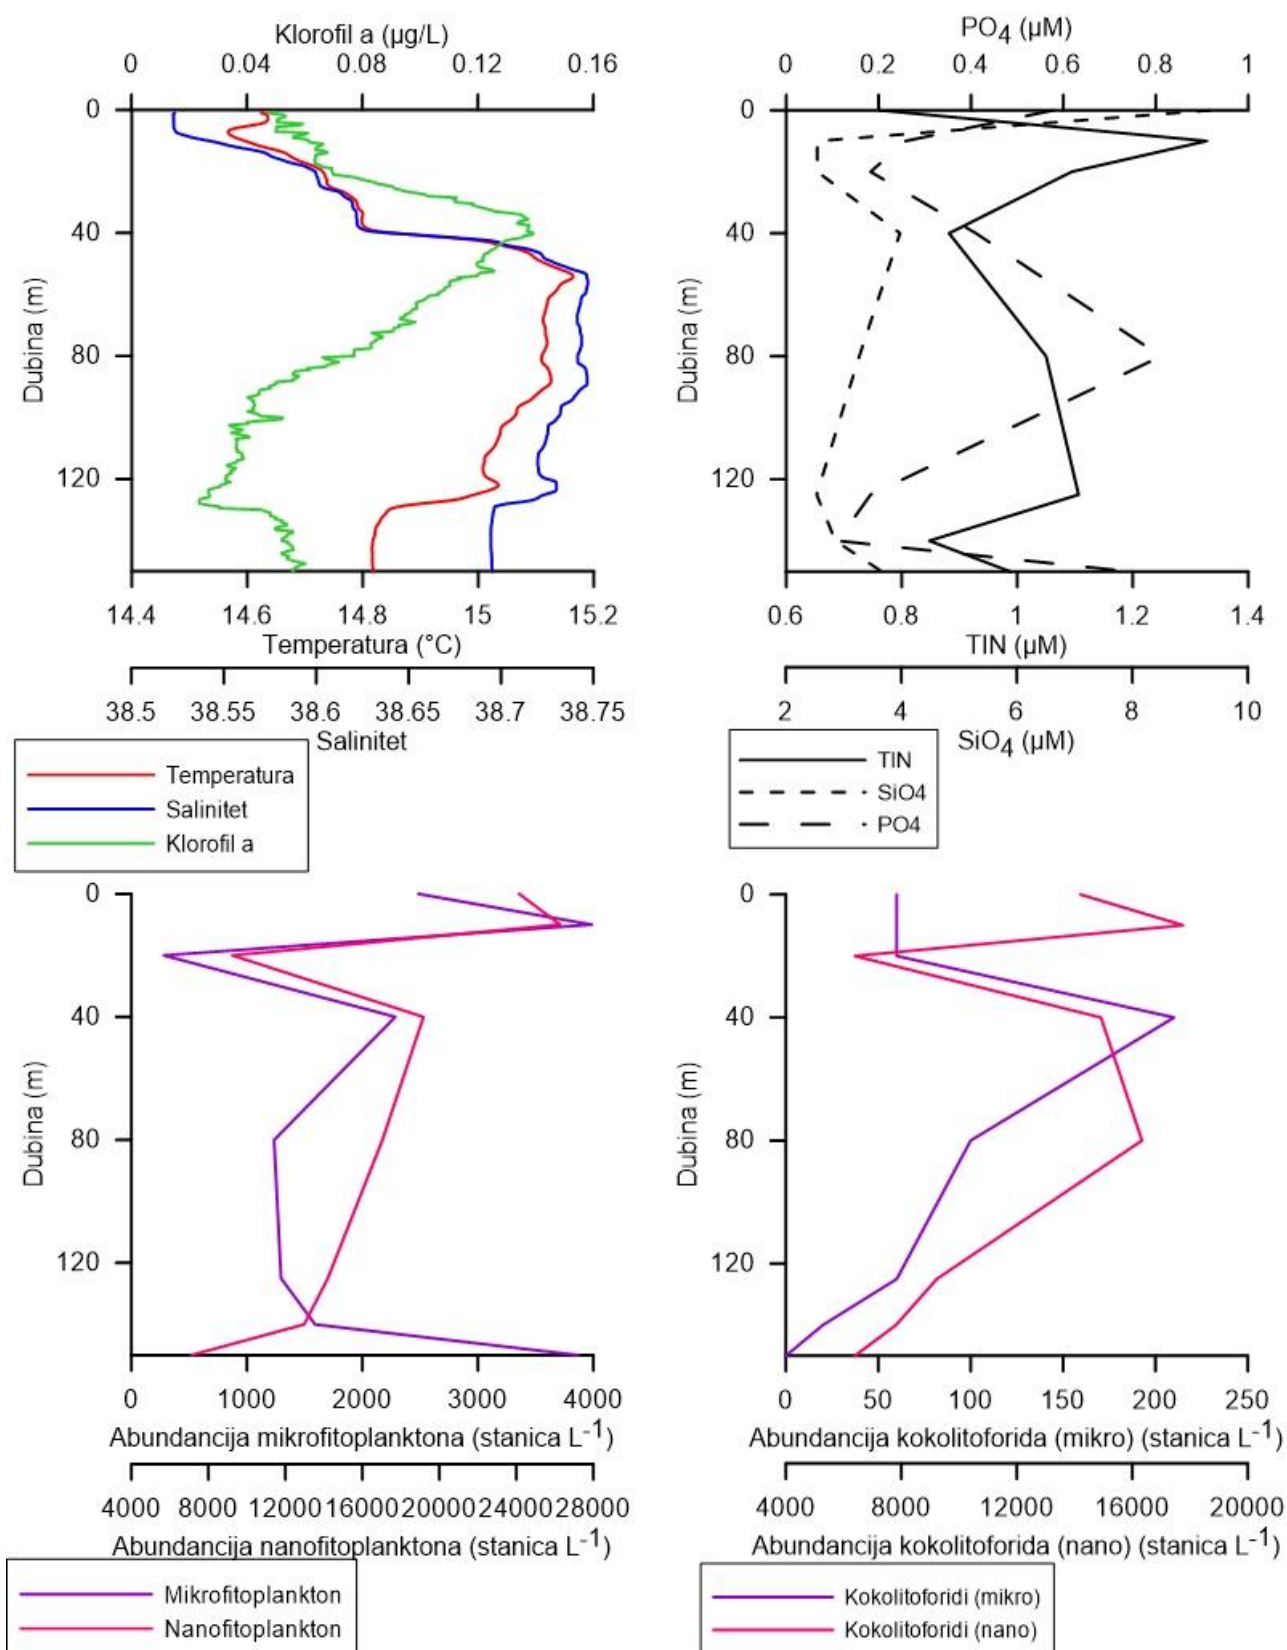 Klorofil a (µg/L)
0 0.04 0.08 0.12 0.16
0
40
80
120
Dubina (m)
14.4 14.6 14.8 15 15.2
Temperatura (°C)
38.5 38.55 38.6 38.65 38.7 38.75
Salinitet
Temperatura
Salinitet
Klorofil a
PO4 (µM)
0 0.2 0.4 0.6 0.8 1
0
40
80
120
Dubina (m)
0.6 0.8 1 1.2 1.4
TIN (µM)
2 4 6 8 10
SiO4 (µM)
TIN
SiO4
PO4
0
40
80
120
Dubina (m)
0 1000 2000 3000 4000
Abundancija mikrofitoplanktona (stanica L-1)
4000 8000 12000 16000 20000 24000 28000
Abundancija nanofitoplanktona (stanica L-1)
Mikrofitoplankton
Nanofitoplankton
0
40
80
120
Dubina (m)
0 50 100 150 200 250
Abundancija kokolitoforida (mikro) (stanica L-1)
4000 8000 12000 16000 20000
Abundancija kokolitoforida (nano) (stanica L-1)
Kokolitoforidi (mikro)
Kokolitoforidi (nano)